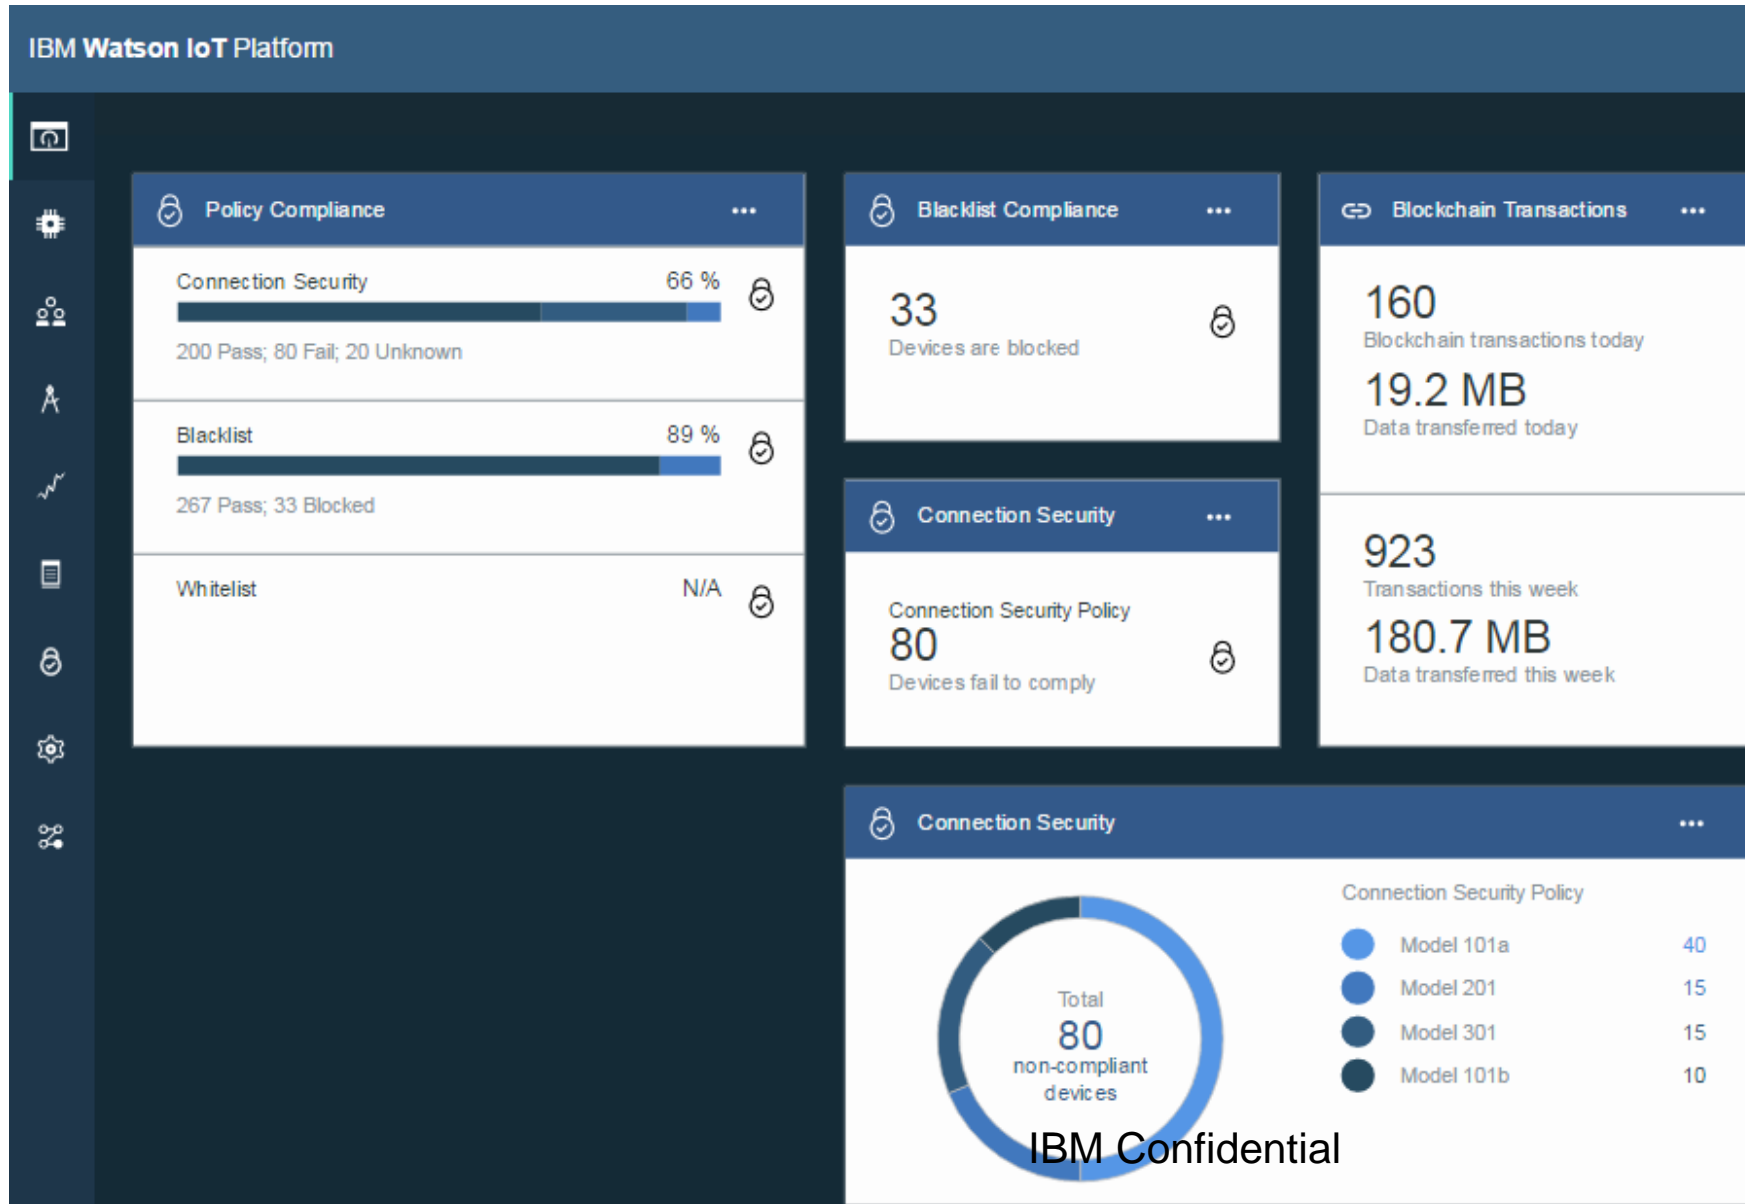 IBM Watson IoT Platform
Policy Compliance
Connection Security 66 %
200 Pass; 80 Fail; 20 Unknown
Blacklist 89 %
267 Pass; 33 Blocked
Whitelist N/A
Blacklist Compliance
33
Devices are blocked
Connection Security
Connection Security Policy
80
Devices fail to comply
Blockchain Transactions
160
Blockchain transactions today
19.2 MB
Data transferred today
923
Transactions this week
180.7 MB
Data transferred this week
Connection Security
Total
80
non-compliant
devices
Connection Security Policy
Model 101a 40
Model 201 15
Model 301 15
Model 101b 10
IBM Confidential